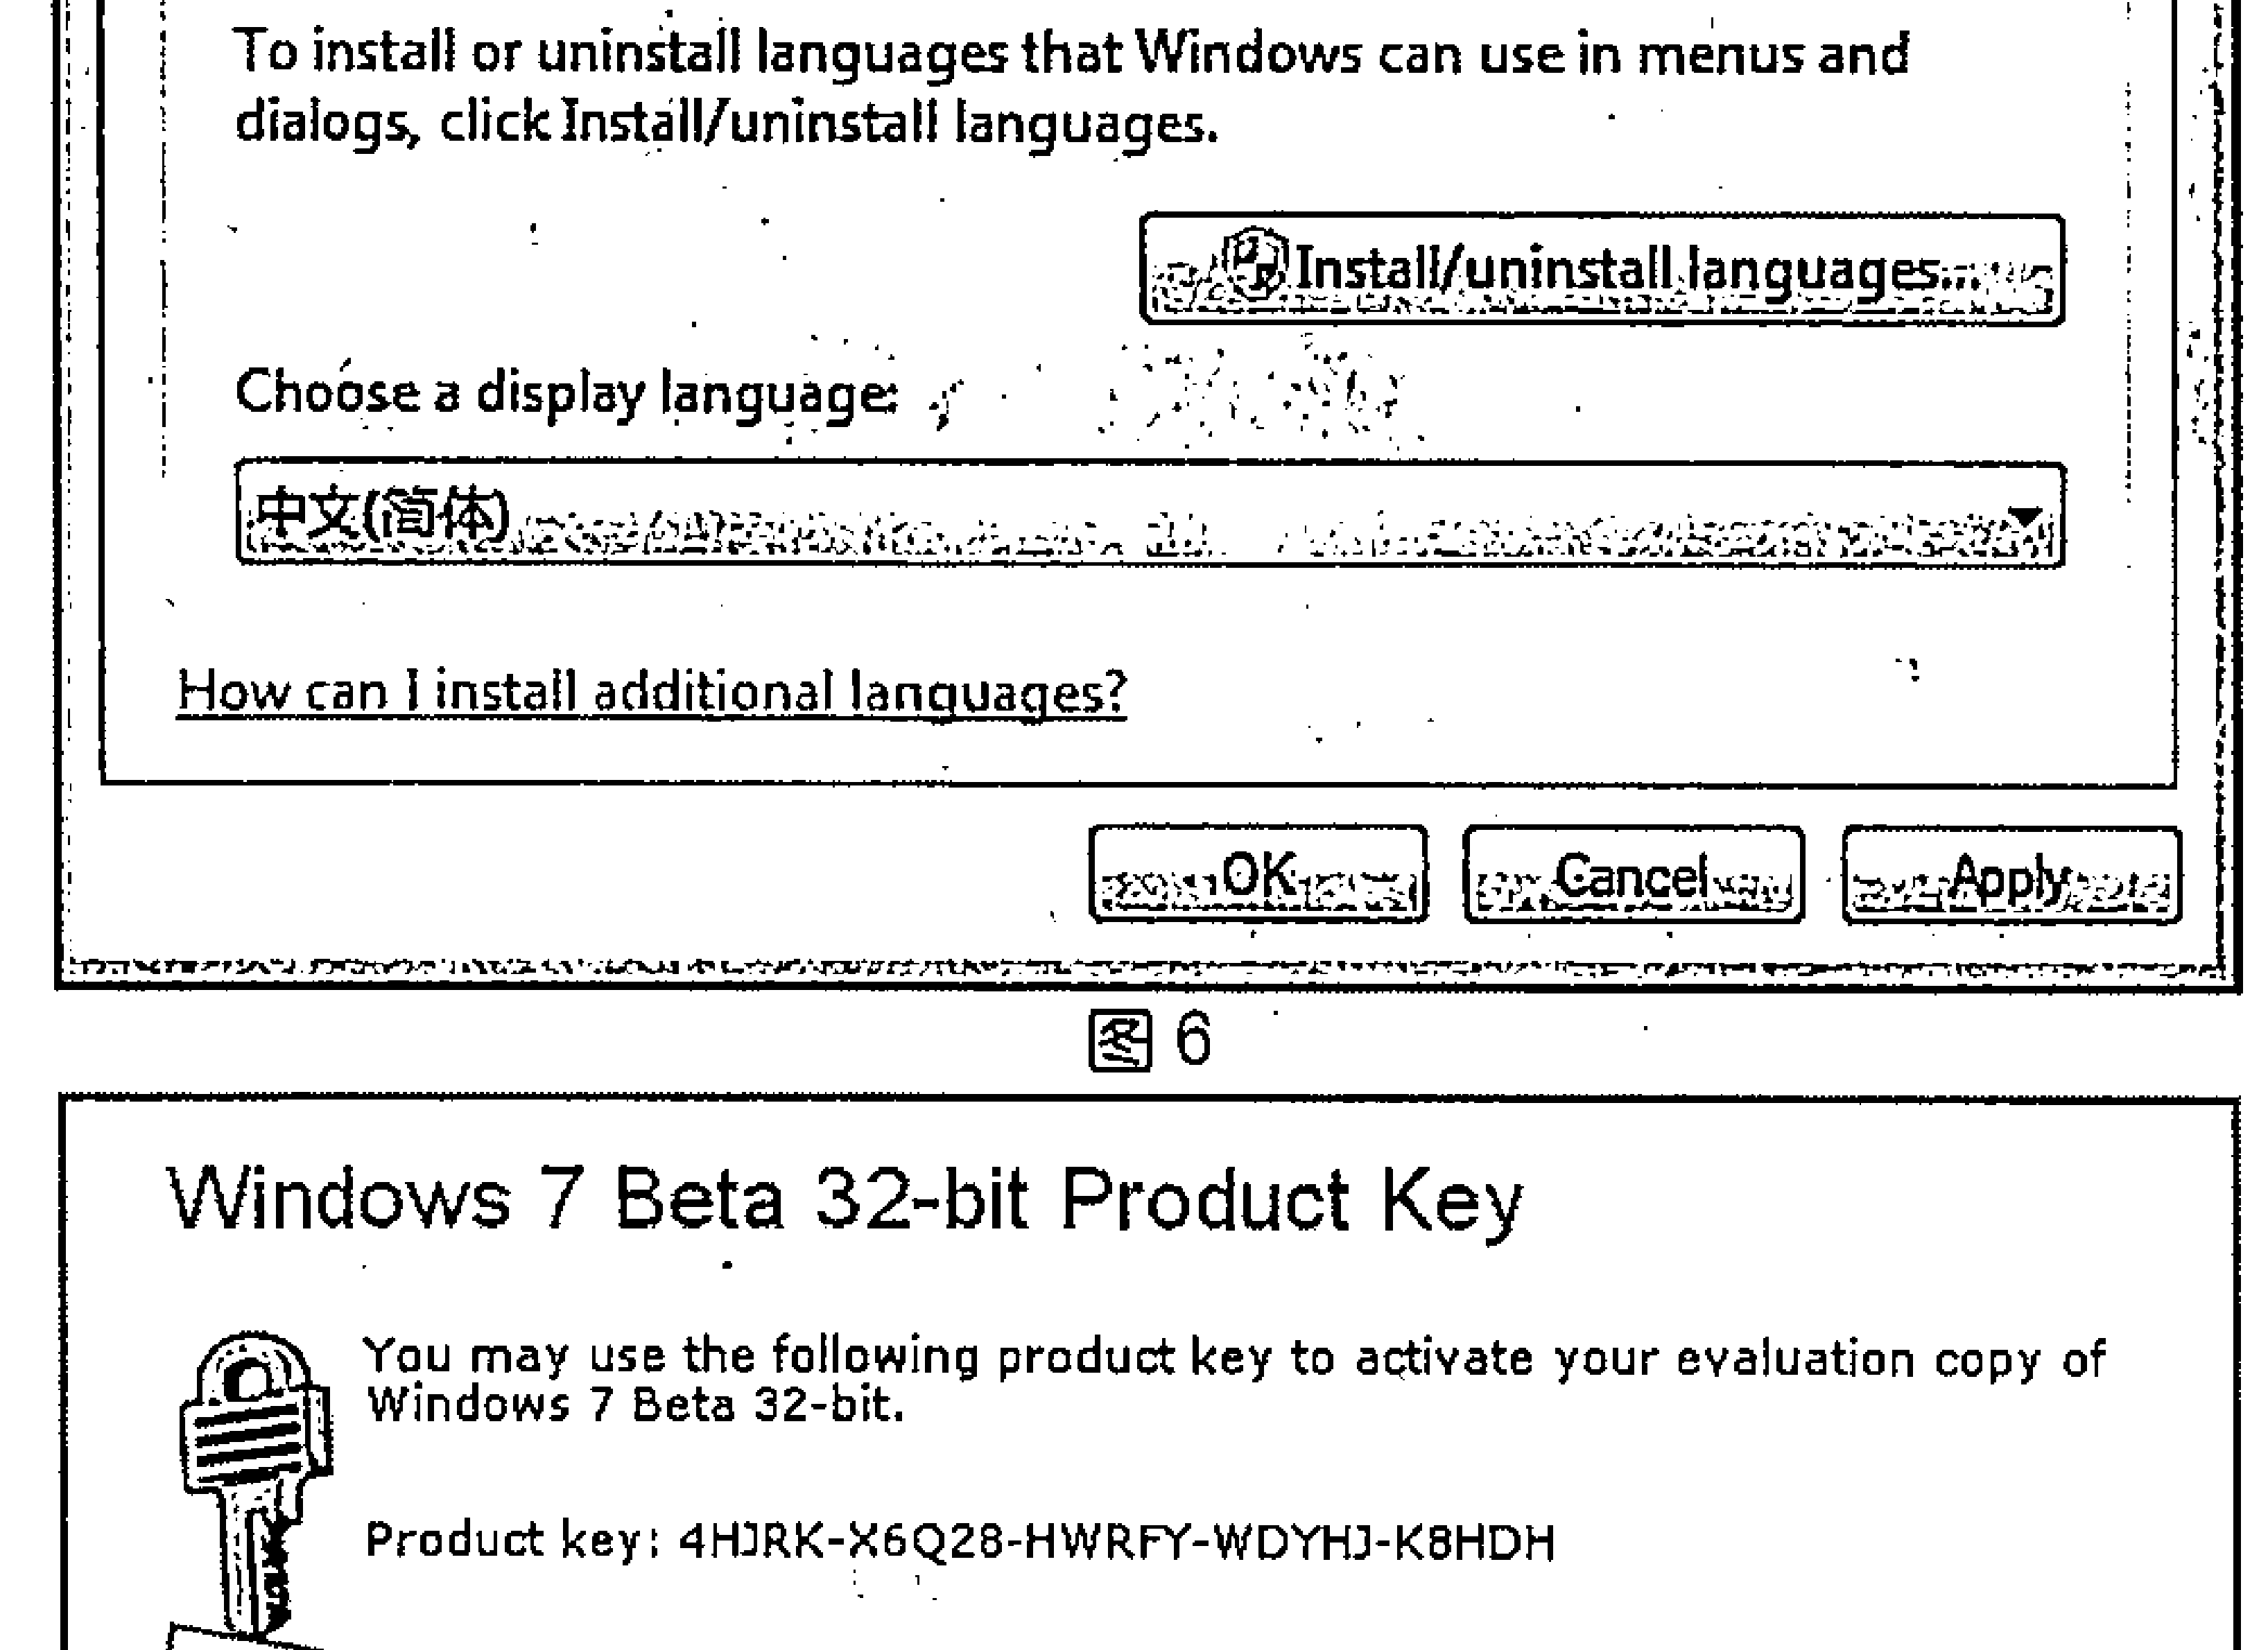 To install or uninstall languages that Windows can use in menus and
dialogs, click Install/uninstall languages.
Install/uninstall languages...
Choose a display language:
中文(简体)
How can I install additional languages?
OK Cancel Apply
图 6
Windows 7 Beta 32-bit Product Key
You may use the following product key to activate your evaluation copy of
Windows 7 Beta 32-bit.
Product key: 4HJRK-X6Q28-HWRFY-WDYHJ-K8HDH